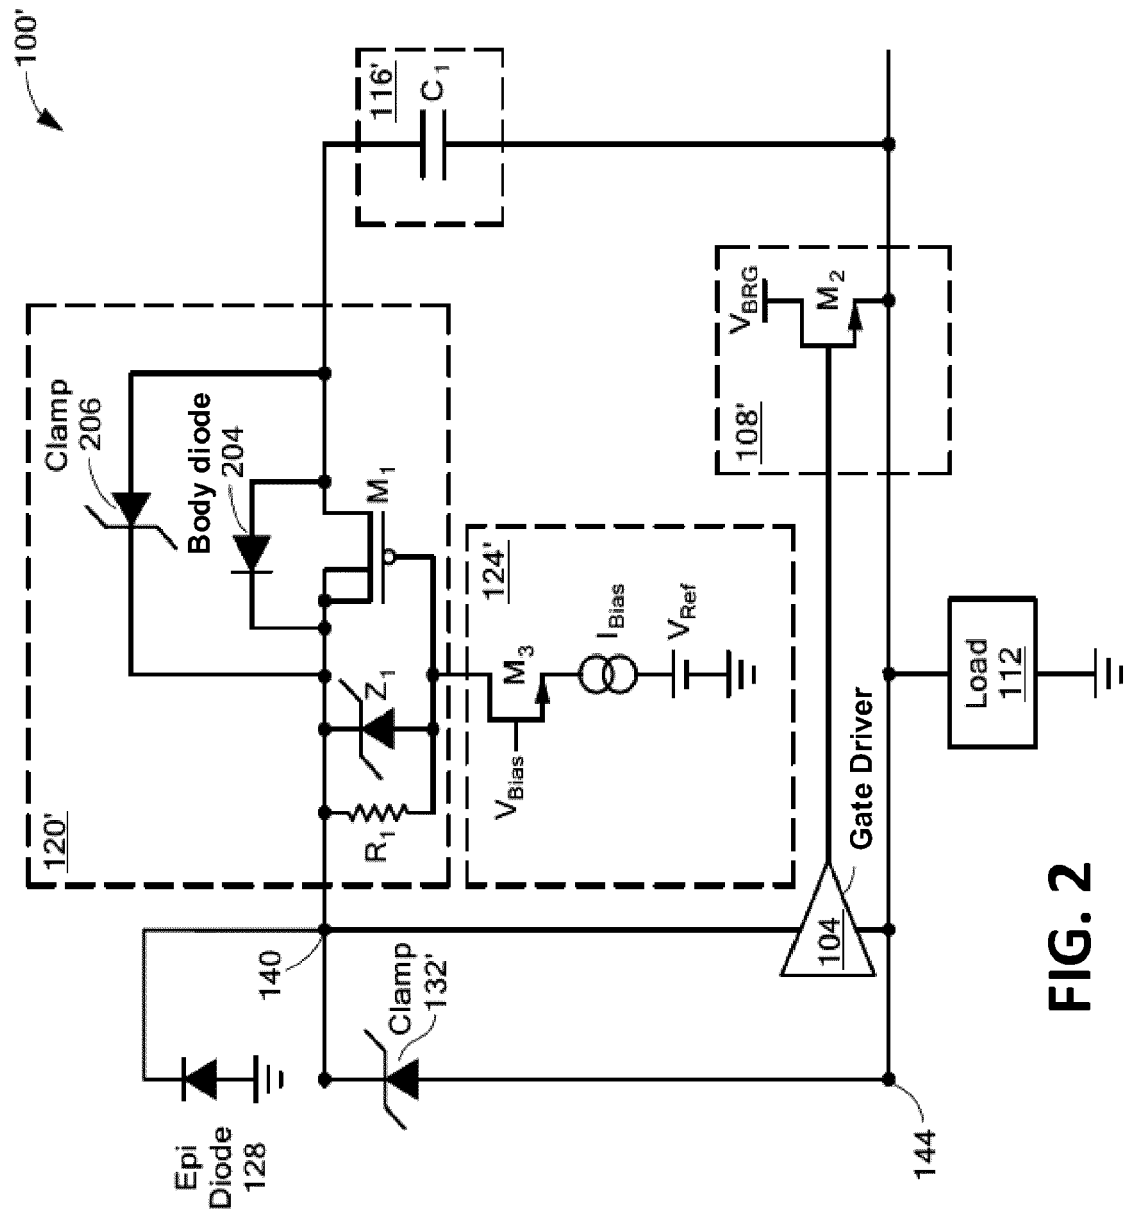 100'
116'
C1
Clamp
206
Body diode
204
M1
120'
Z1
R1
124'
M3
VBias
IBias
VRef
VBRG
M2
108'
Epi
Diode
128
140
Clamp
132'
104
Gate Driver
Load
112
144
FIG. 2